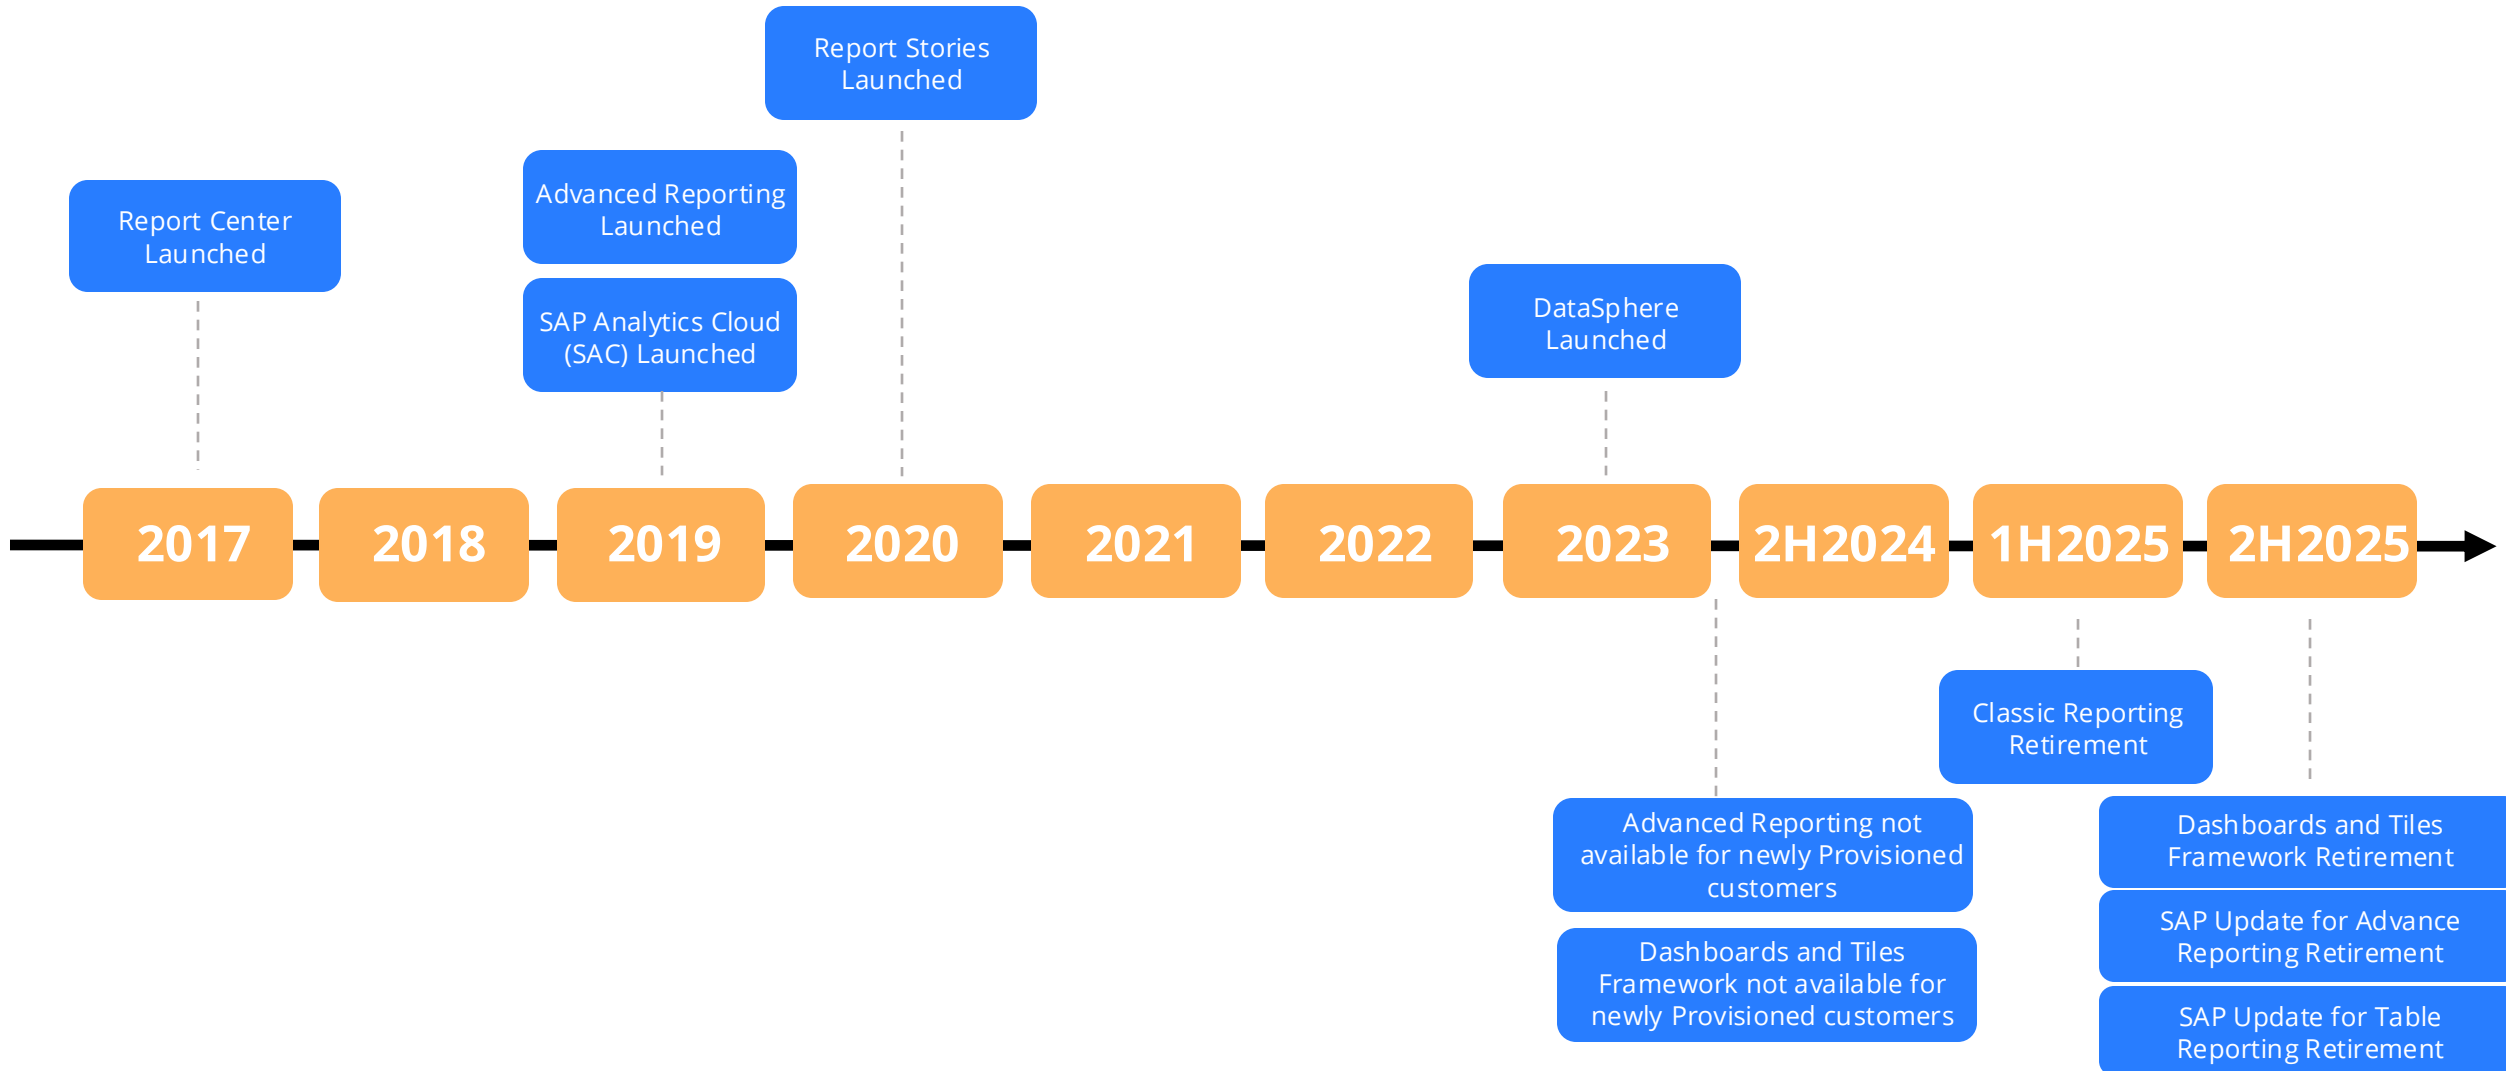 Report Stories
Launched
Advanced Reporting
Launched
Report Center
Launched
SAP Analytics Cloud
(SAC) Launched
DataSphere
Launched
2017
2018
2019
2020
2021
2022
2023
2H2024
1H2025
2H2025
Classic Reporting
Retirement
Advanced Reporting not
available for newly Provisioned
customers
Dashboards and Tiles
Framework not available for
newly Provisioned customers
Dashboards and Tiles
Framework Retirement
SAP Update for Advance
Reporting Retirement
SAP Update for Table
Reporting Retirement